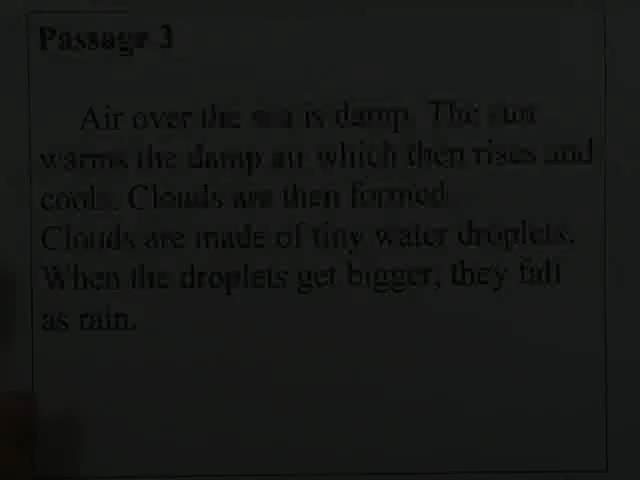 Passage 3
Air over the sea is damp. The sun
warms the damp air which then rises and
cools. Clouds are then formed.
Clouds are made of tiny water droplets.
When the droplets get bigger, they fall
as rain.